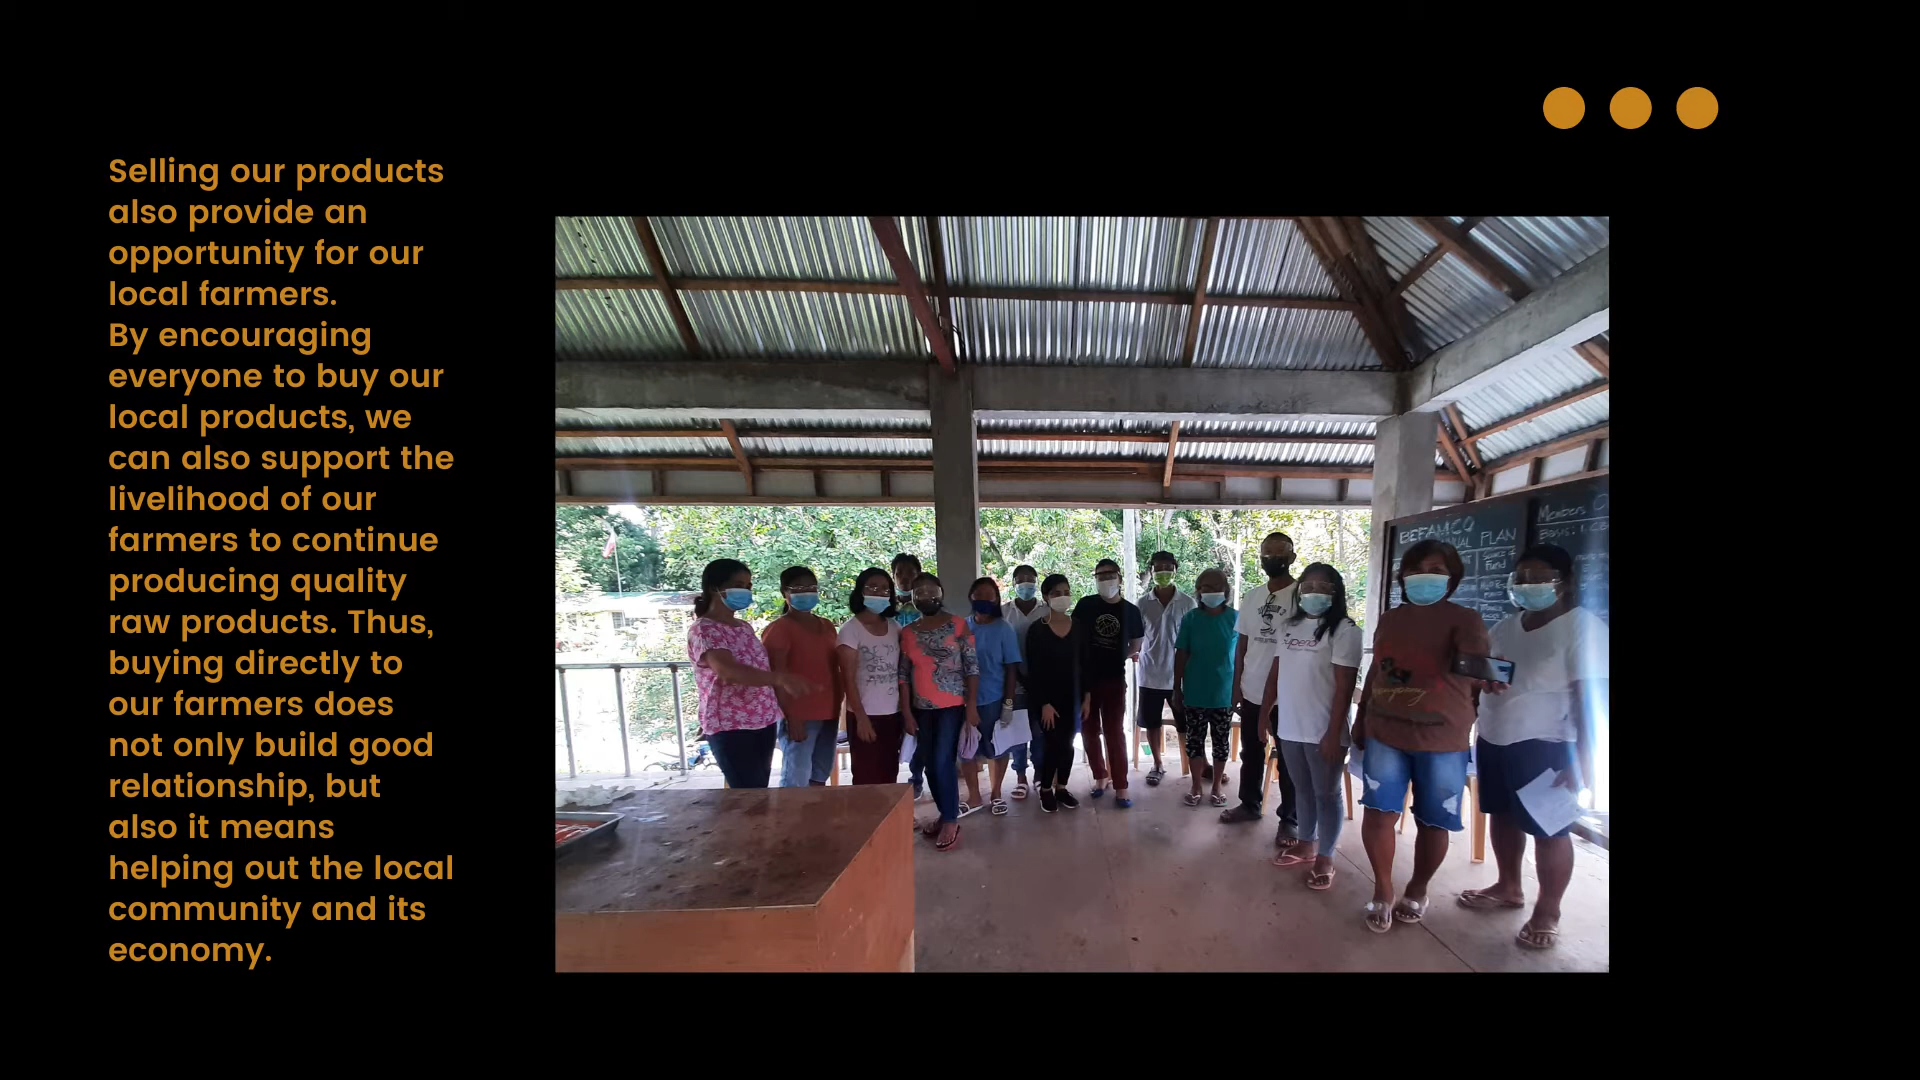 Selling our products
also provide an
opportunity for our
local farmers.
By encouraging
everyone to buy our
local products, we
can also support the
livelihood of our
farmers to continue
producing quality
raw products. Thus,
buying directly to
our farmers does
not only build good
relationship, but
also it means
helping out the local
community and its
economy.
BEFAMCO
PLAN
Source of
Fund
Members